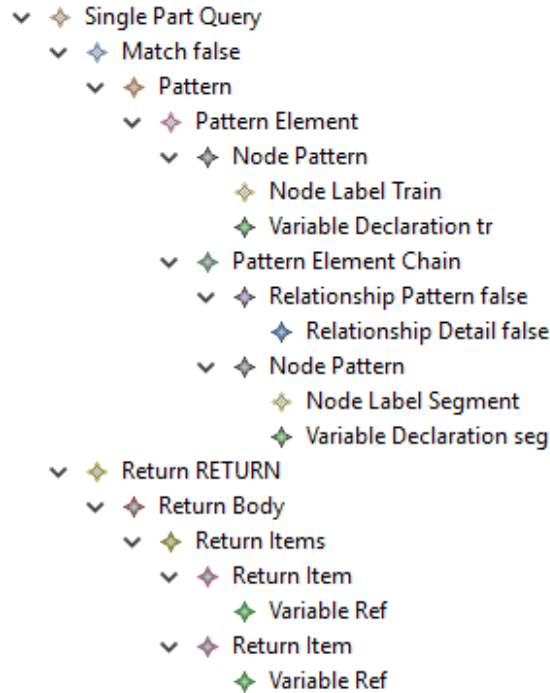 Single Part Query
Match false
Pattern
Pattern Element
Node Pattern
Node Label Train
Variable Declaration tr
Pattern Element Chain
Relationship Pattern false
Relationship Detail false
Node Pattern
Node Label Segment
Variable Declaration seg
Return RETURN
Return Body
Return Items
Return Item
Variable Ref
Return Item
Variable Ref